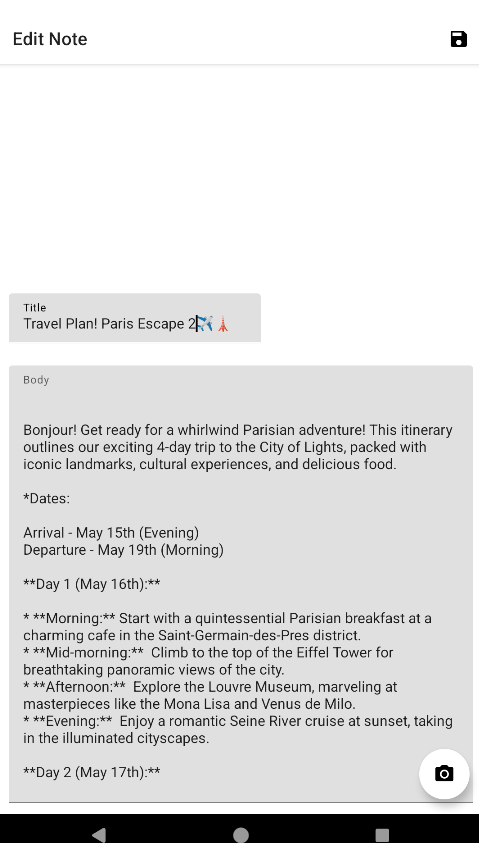 Edit Note
Title
Travel Plan! Paris Escape 2✈️🗼
Body
Bonjour! Get ready for a whirlwind Parisian adventure! This itinerary
outlines our exciting 4-day trip to the City of Lights, packed with
iconic landmarks, cultural experiences, and delicious food.
*Dates:
Arrival - May 15th (Evening)
Departure - May 19th (Morning)
**Day 1 (May 16th):**
* **Morning:** Start with a quintessential Parisian breakfast at a
charming cafe in the Saint-Germain-des-Pres district.
* **Mid-morning:**  Climb to the top of the Eiffel Tower for
breathtaking panoramic views of the city.
* **Afternoon:**  Explore the Louvre Museum, marveling at
masterpieces like the Mona Lisa and Venus de Milo.
* **Evening:**  Enjoy a romantic Seine River cruise at sunset, taking
in the illuminated cityscapes.
**Day 2 (May 17th):**